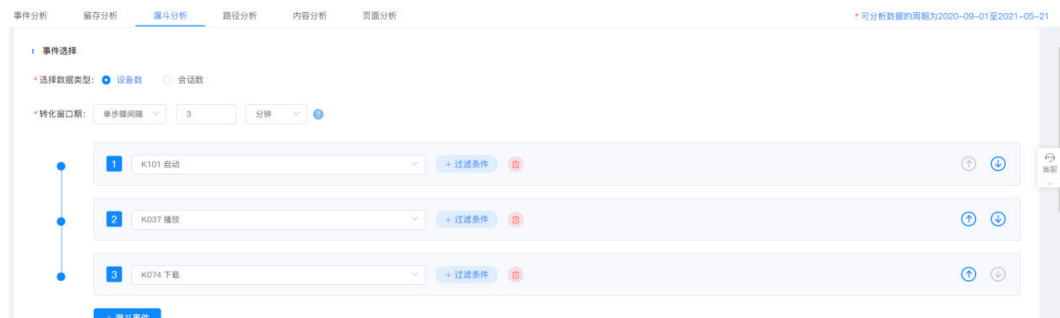 事件分析 留存分析 漏斗分析 路径分析 内容分析 页面分析 *可分析数据的周期为2020-09-01至2021-05-21
事件选择
*选择数据类型: 设备数 会话数
*转化窗口期: 单步骤间隔 3 分钟 ?
1 K101 启动 + 过滤条件
客服
2 K037 播放 + 过滤条件
3 K074 下载 + 过滤条件
+ 漏斗事件